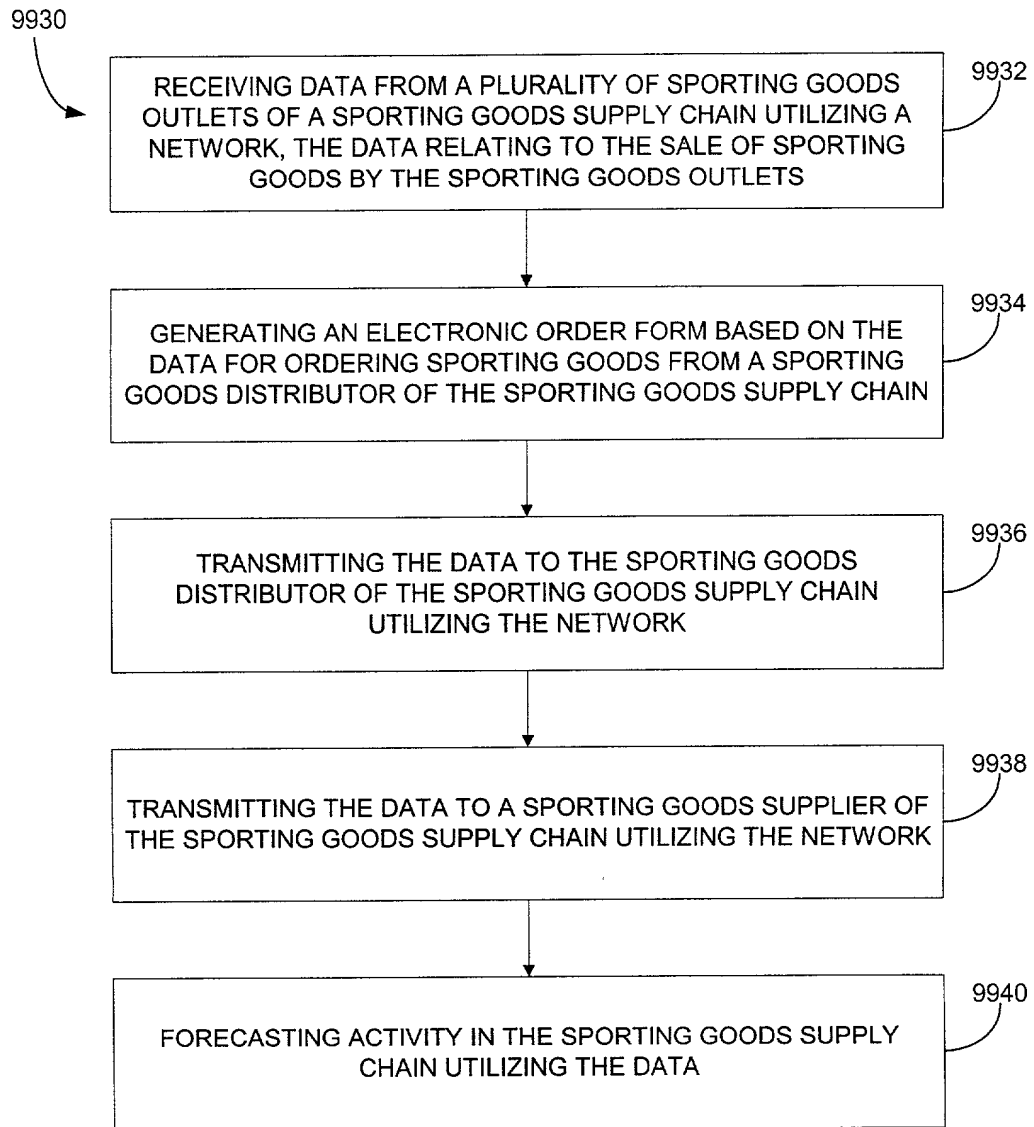 9930
9932
RECEIVING DATA FROM A PLURALITY OF SPORTING GOODS
OUTLETS OF A SPORTING GOODS SUPPLY CHAIN UTILIZING A
NETWORK, THE DATA RELATING TO THE SALE OF SPORTING
GOODS BY THE SPORTING GOODS OUTLETS
9934
GENERATING AN ELECTRONIC ORDER FORM BASED ON THE
DATA FOR ORDERING SPORTING GOODS FROM A SPORTING
GOODS DISTRIBUTOR OF THE SPORTING GOODS SUPPLY CHAIN
9936
TRANSMITTING THE DATA TO THE SPORTING GOODS
DISTRIBUTOR OF THE SPORTING GOODS SUPPLY CHAIN
UTILIZING THE NETWORK
9938
TRANSMITTING THE DATA TO A SPORTING GOODS SUPPLIER OF
THE SPORTING GOODS SUPPLY CHAIN UTILIZING THE NETWORK
9940
FORECASTING ACTIVITY IN THE SPORTING GOODS SUPPLY
CHAIN UTILIZING THE DATA